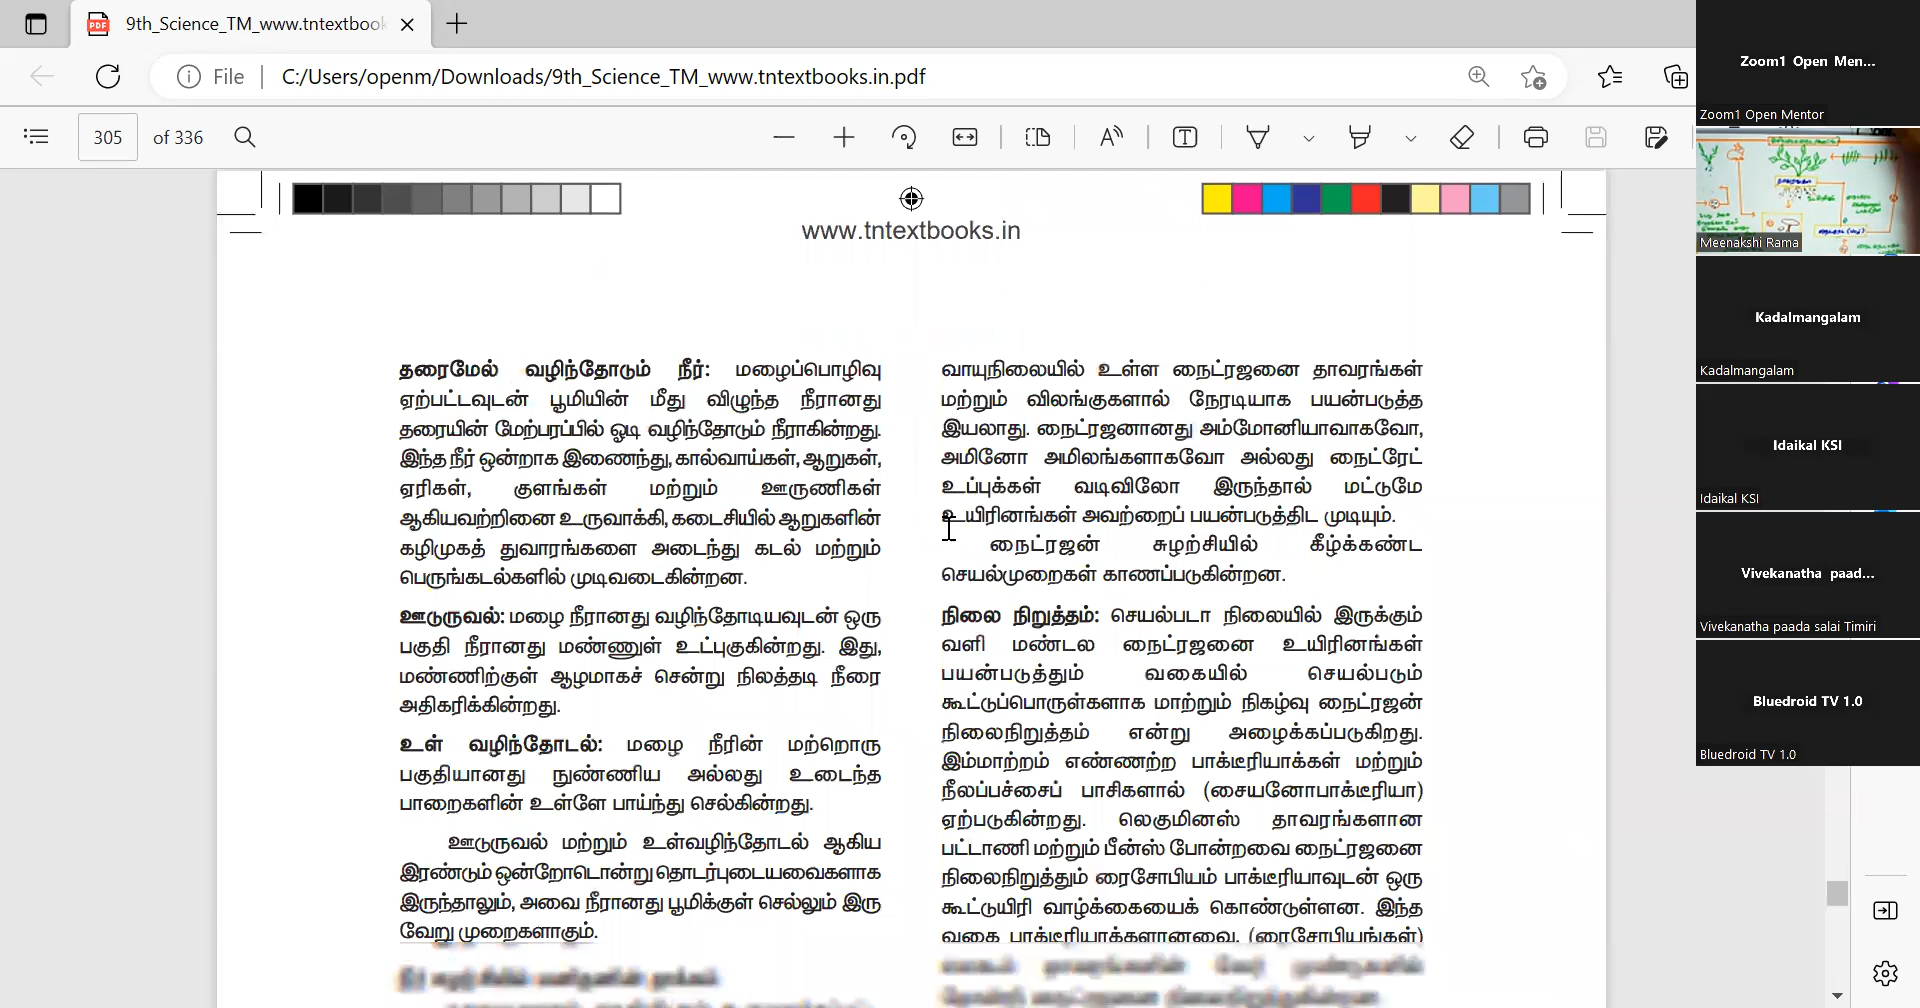 9th_Science_TM_www.tntextbook
File
C:/Users/openm/Downloads/9th_Science_TM_www.tntextbooks.in.pdf
305 of 336
www.tntextbooks.in
தரைமேல் வழிந்தோடும் நீர்: மழைப்பொழிவு
ஏற்பட்டவுடன் பூமியின் மீது விழுந்த நீரானது
தரையின் மேற்பரப்பில் ஓடி வழிந்தோடும் நீராகின்றது.
இந்த நீர் ஒன்றாக இணைந்து, கால்வாய்கள், ஆறுகள்,
ஏரிகள், குளங்கள் மற்றும் ஊருணிகள்
ஆகியவற்றினை உருவாக்கி, கடைசியில் ஆறுகளின்
கழிமுகத் துவாரங்களை அடைந்து கடல் மற்றும்
பெருங்கடல்களில் முடிவடைகின்றன.
ஊடுருவல்: மழை நீரானது வழிந்தோடியவுடன் ஒரு
பகுதி நீரானது மண்ணுள் உட்புகுகின்றது. இது,
மண்ணிற்குள் ஆழமாகச் சென்று நிலத்தடி நீரை
அதிகரிக்கின்றது.
உள் வழிந்தோடல்: மழை நீரின் மற்றொரு
பகுதியானது நுண்ணிய அல்லது உடைந்த
பாறைகளின் உள்ளே பாய்ந்து செல்கின்றது.
ஊடுருவல் மற்றும் உள்வழிந்தோடல் ஆகிய
இரண்டும் ஒன்றோடொன்று தொடர்புடையவைகளாக
இருந்தாலும், அவை நீரானது பூமிக்குள் செல்லும் இரு
வேறு முறைகளாகும்.
வாயுநிலையில் உள்ள நைட்ரஜனை தாவரங்கள்
மற்றும் விலங்குகளால் நேரடியாக பயன்படுத்த
இயலாது. நைட்ரஜனானது அம்மோனியாவாகவோ,
அமினோ அமிலங்களாகவோ அல்லது நைட்ரேட்
உப்புக்கள் வடிவிலோ இருந்தால் மட்டுமே
உயிரினங்கள் அவற்றைப் பயன்படுத்திட முடியும்.
நைட்ரஜன் சுழற்சியில் கீழ்க்கண்ட
செயல்முறைகள் காணப்படுகின்றன.
நிலை நிறுத்தம்: செயல்படா நிலையில் இருக்கும்
வளி மண்டல நைட்ரஜனை உயிரினங்கள்
பயன்படுத்தும் வகையில் செயல்படும்
கூட்டுப்பொருள்களாக மாற்றும் நிகழ்வு நைட்ரஜன்
நிலைநிறுத்தம் என்று அழைக்கப்படுகிறது.
இம்மாற்றம் எண்ணற்ற பாக்டீரியாக்கள் மற்றும்
நீலப்பச்சைப் பாசிகளால் (சையனோபாக்டீரியா)
ஏற்படுகின்றது. லெகுமினஸ் தாவரங்களான
பட்டாணி மற்றும் பீன்ஸ் போன்றவை நைட்ரஜனை
நிலைநிறுத்தும் ரைசோபியம் பாக்டீரியாவுடன் ஒரு
கூட்டுயிரி வாழ்க்கையைக் கொண்டுள்ளன. இந்த
வகை பாக்டீரியாக்களானவை, (ரைசோபியங்கள்)
Zoom1 Open Men...
Zoom1 Open Mentor
Meenakshi Rama
Kadalmangalam
Kadalmangalam
Idaikal KSI
Idaikal KSI
Vivekanatha paad...
Vivekanatha paada salai Timiri
Bluedroid TV 1.0
Bluedroid TV 1.0